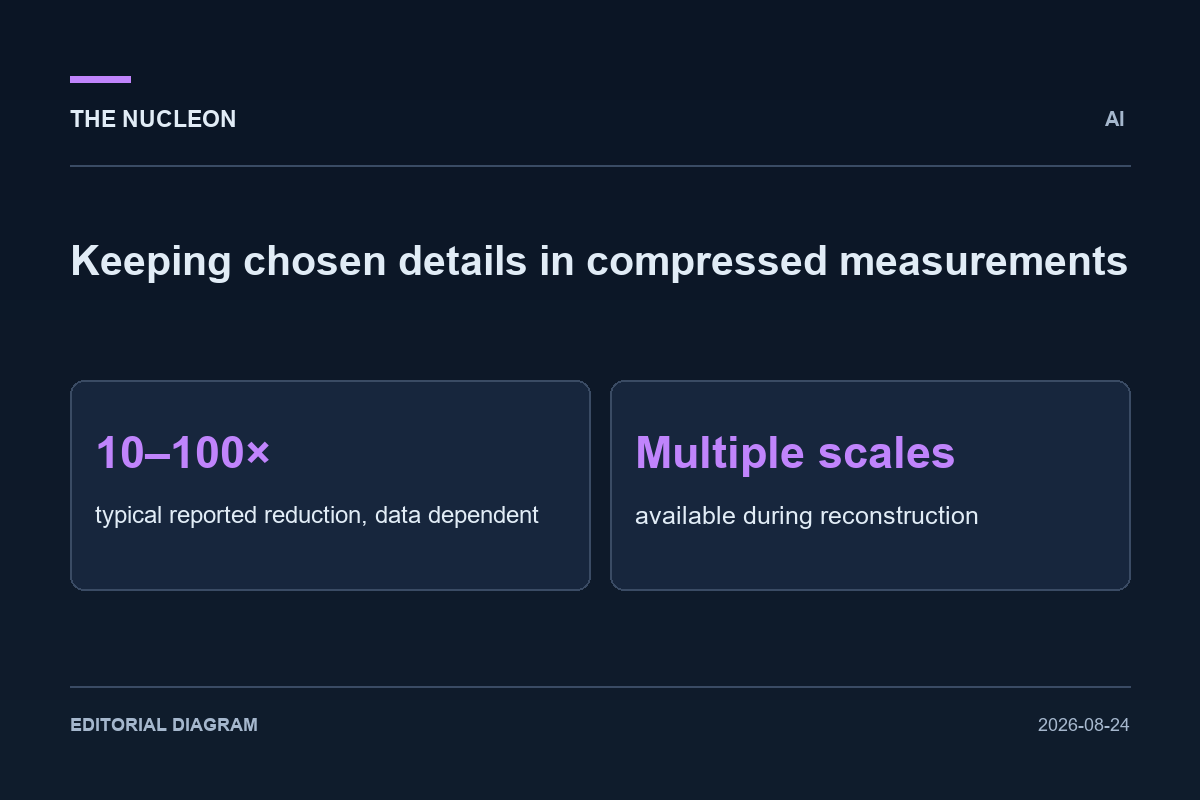 THE NUCLEON
AI
Keeping chosen details in compressed measurements
10–100×
typical reported reduction, data dependent
Multiple scales
available during reconstruction
EDITORIAL DIAGRAM
2026-08-24